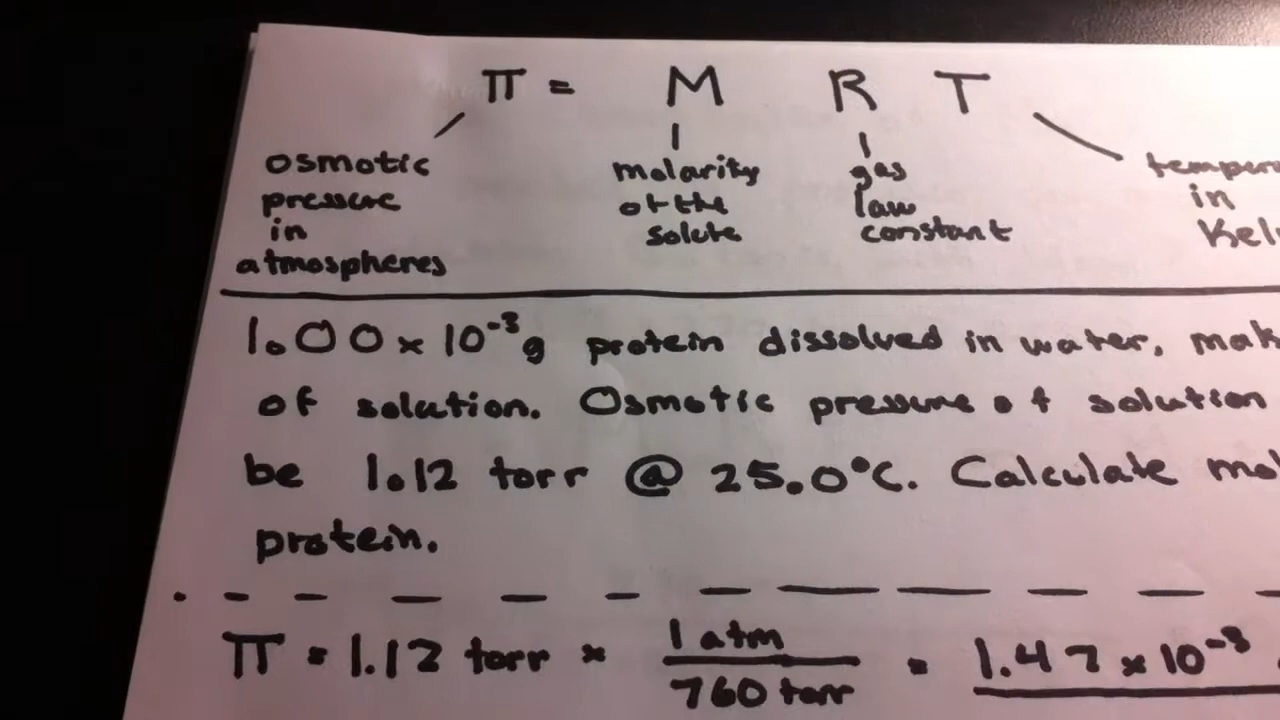 π = M R T
osmotic pressure in atmospheres
molarity of the solute
gas law constant
temper
in
Kel
1.00 x 10⁻³g protein dissolved in water, mak
of solution. Osmotic pressure of solution
be 1.12 torr @ 25.0°C. Calculate mol
protein.
π = 1.12 torr x 1 atm / 760 torr = 1.47 x 10⁻³